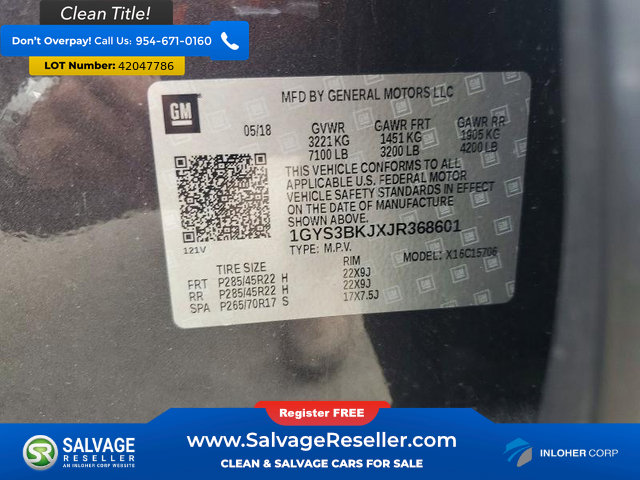 Clean Title!
Don't Overpay! Call Us: 954-671-0160
LOT Number: 42047786
GM
MFD BY GENERAL MOTORS LLC
05/18 GVWR GAWR FRT GAWR RR
3221 KG 1451 KG 1905 KG
7100 LB 3200 LB 4200 LB
THIS VEHICLE CONFORMS TO ALL
APPLICABLE U.S. FEDERAL MOTOR
VEHICLE SAFETY STANDARDS IN EFFECT
ON THE DATE OF MANUFACTURE
SHOWN ABOVE.
1GYS3BKJXJR368601
121V TYPE: M.P.V. MODEL: X16C15706
TIRE SIZE RIM
FRT P285/45R22 H 22X9J
RR P285/45R22 H 22X9J
SPA P265/70R17 S 17X7.5J
Register FREE
SR SALVAGE RESELLER
AN INLOHER CORP WEBSITE
www.SalvageReseller.com
CLEAN & SALVAGE CARS FOR SALE
INLOHER CORP